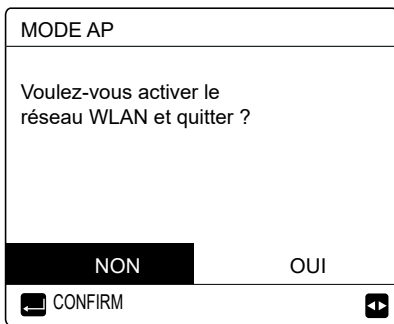 MODE AP
Voulez-vous activer le
réseau WLAN et quitter ?
NON OUI
CONFIRM